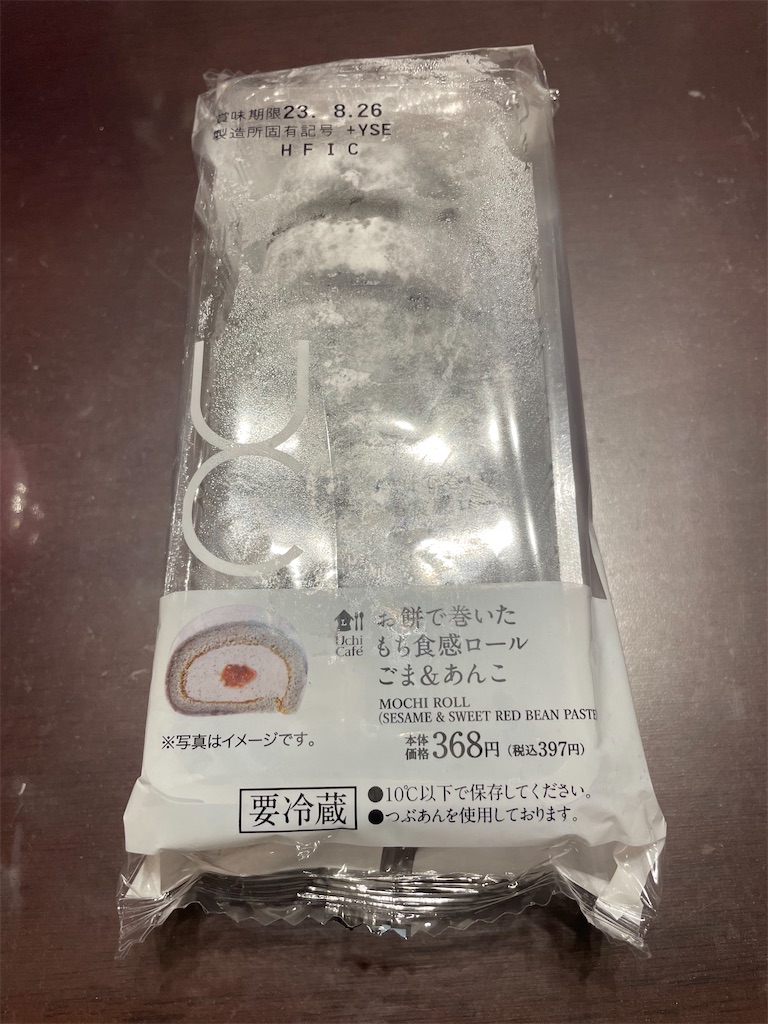 賞味期限23. 8.26
製造所固有記号 +YSE
HFIC
UC
Uchi
Café
お餅で巻いた
もち食感ロール
ごま&あんこ
MOCHI ROLL
(SESAME & SWEET RED BEAN PASTE
本体
価格 368円 (税込397円)
※写真はイメージです。
要冷蔵
●10℃以下で保存してください。
●つぶあんを使用しております。